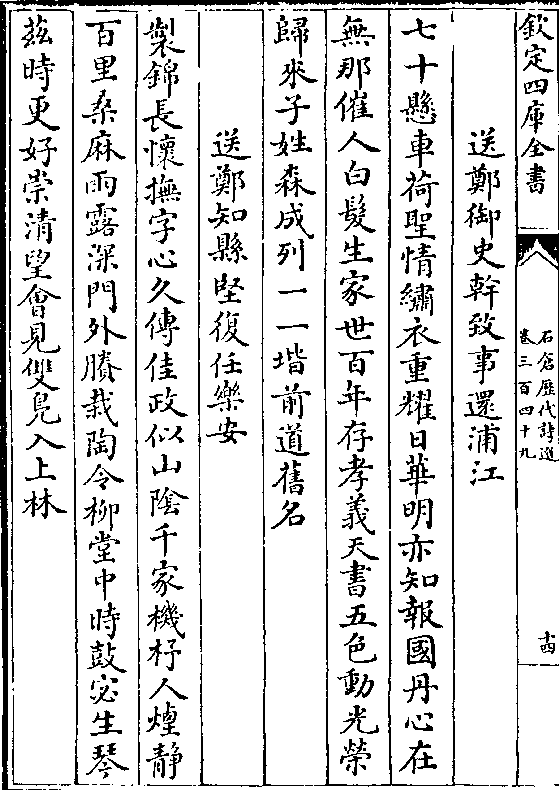 欽定四庫全書
石倉歷代詩選
卷三百四十九
十四
送鄭御史幹致事還浦江
七十懸車荷聖情繡衣重耀日華明亦知報國丹心在
無那催人白髮生家世百年存孝義天書五色動光榮
歸來子姓森成列一一堦前道舊名
送鄭知縣堅復任樂安
製錦長懷撫字心久傳佳政似山陰千家機杼人煙靜
百里桑麻雨露深門外賸栽陶令柳堂中時鼓宓生琴
茲時更好崇清望會見雙鳧入上林